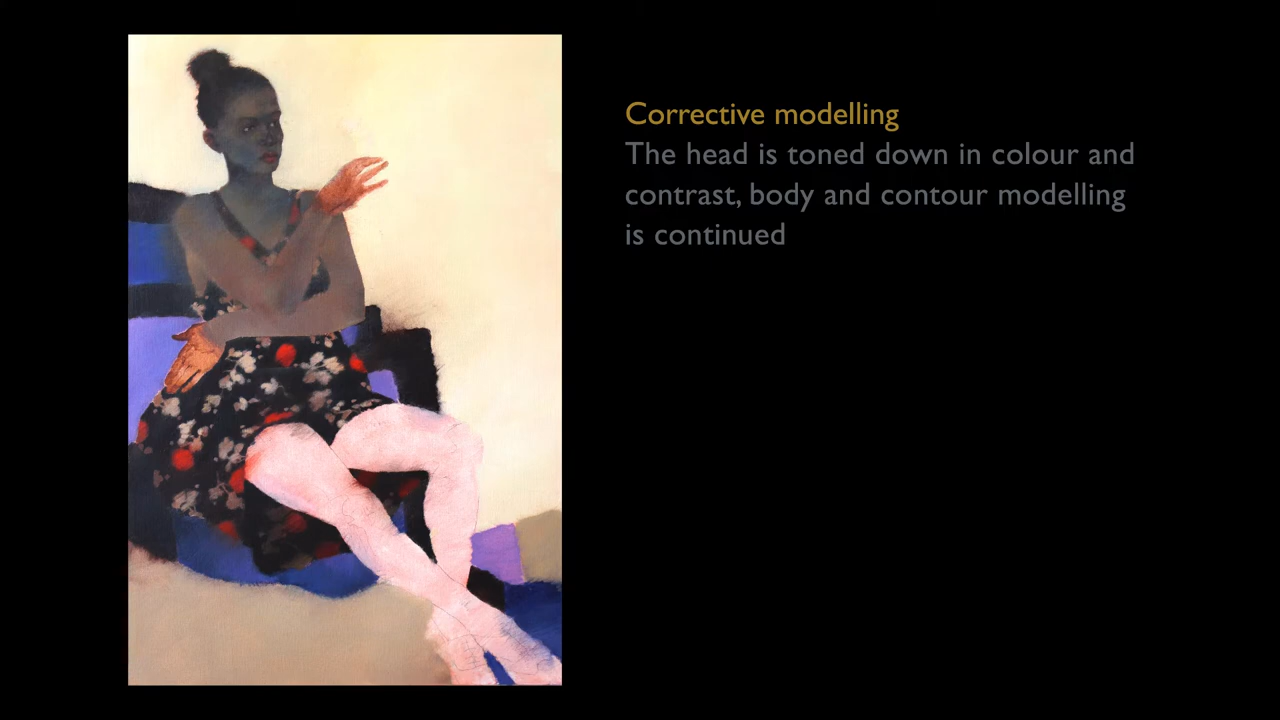 Corrective modelling
The head is toned down in colour and
contrast, body and contour modelling
is continued